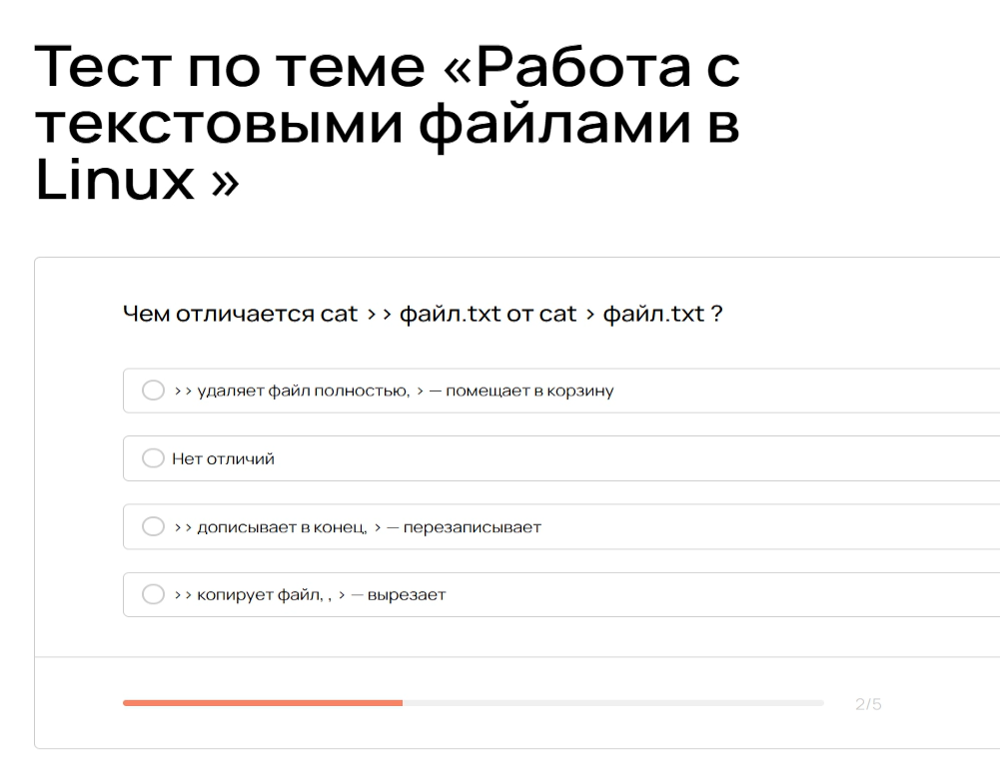 Тест по теме «Работа с
текстовыми файлами в
Linux »
Чем отличается cat >> файл.txt от cat > файл.txt ?
>> удаляет файл полностью, > — помещает в корзину
Нет отличий
>> дописывает в конец, > — перезаписывает
>> копирует файл, , > — вырезает
2/5